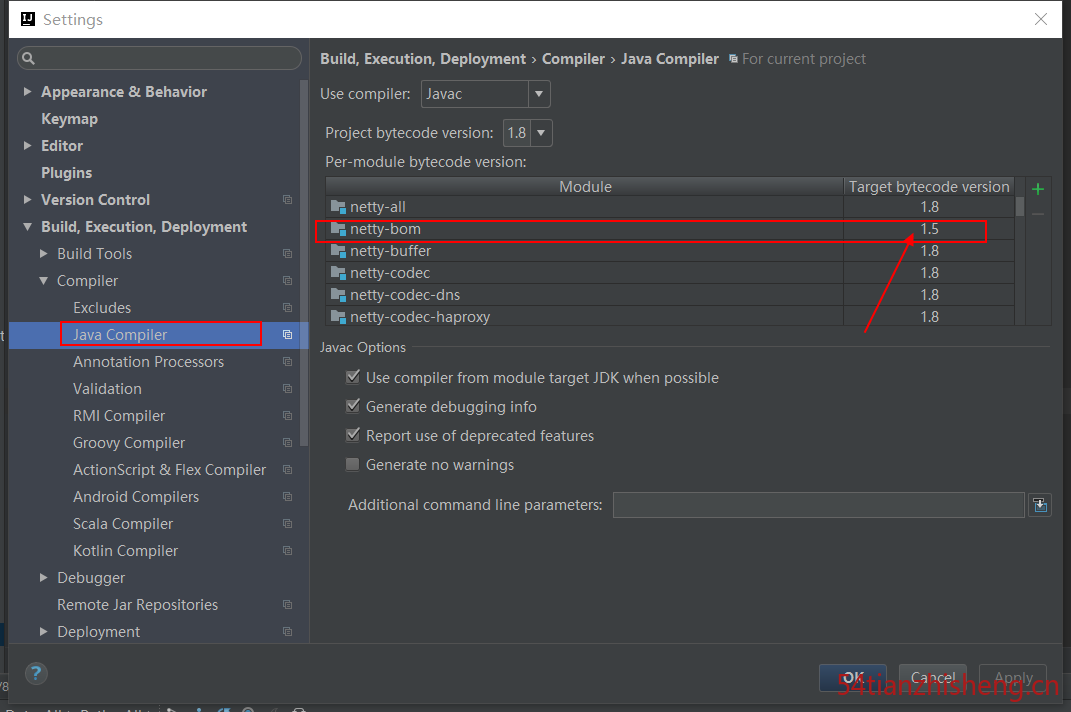 Settings
Appearance & Behavior
Keymap
Editor
Plugins
Version Control
Build, Execution, Deployment
Build Tools
Compiler
Excludes
Java Compiler
Annotation Processors
Validation
RMI Compiler
Groovy Compiler
ActionScript & Flex Compiler
Android Compilers
Scala Compiler
Kotlin Compiler
Debugger
Remote Jar Repositories
Deployment
Build, Execution, Deployment › Compiler › Java Compiler For current project
Use compiler: Javac
Project bytecode version: 1.8
Per-module bytecode version:
Module Target bytecode version
netty-all 1.8
netty-bom 1.5
netty-buffer 1.8
netty-codec 1.8
netty-codec-dns 1.8
netty-codec-haproxy 1.8
Javac Options
Use compiler from module target JDK when possible
Generate debugging info
Report use of deprecated features
Generate no warnings
Additional command line parameters:
?
OK Cancel Apply
54tianzhisheng.cn